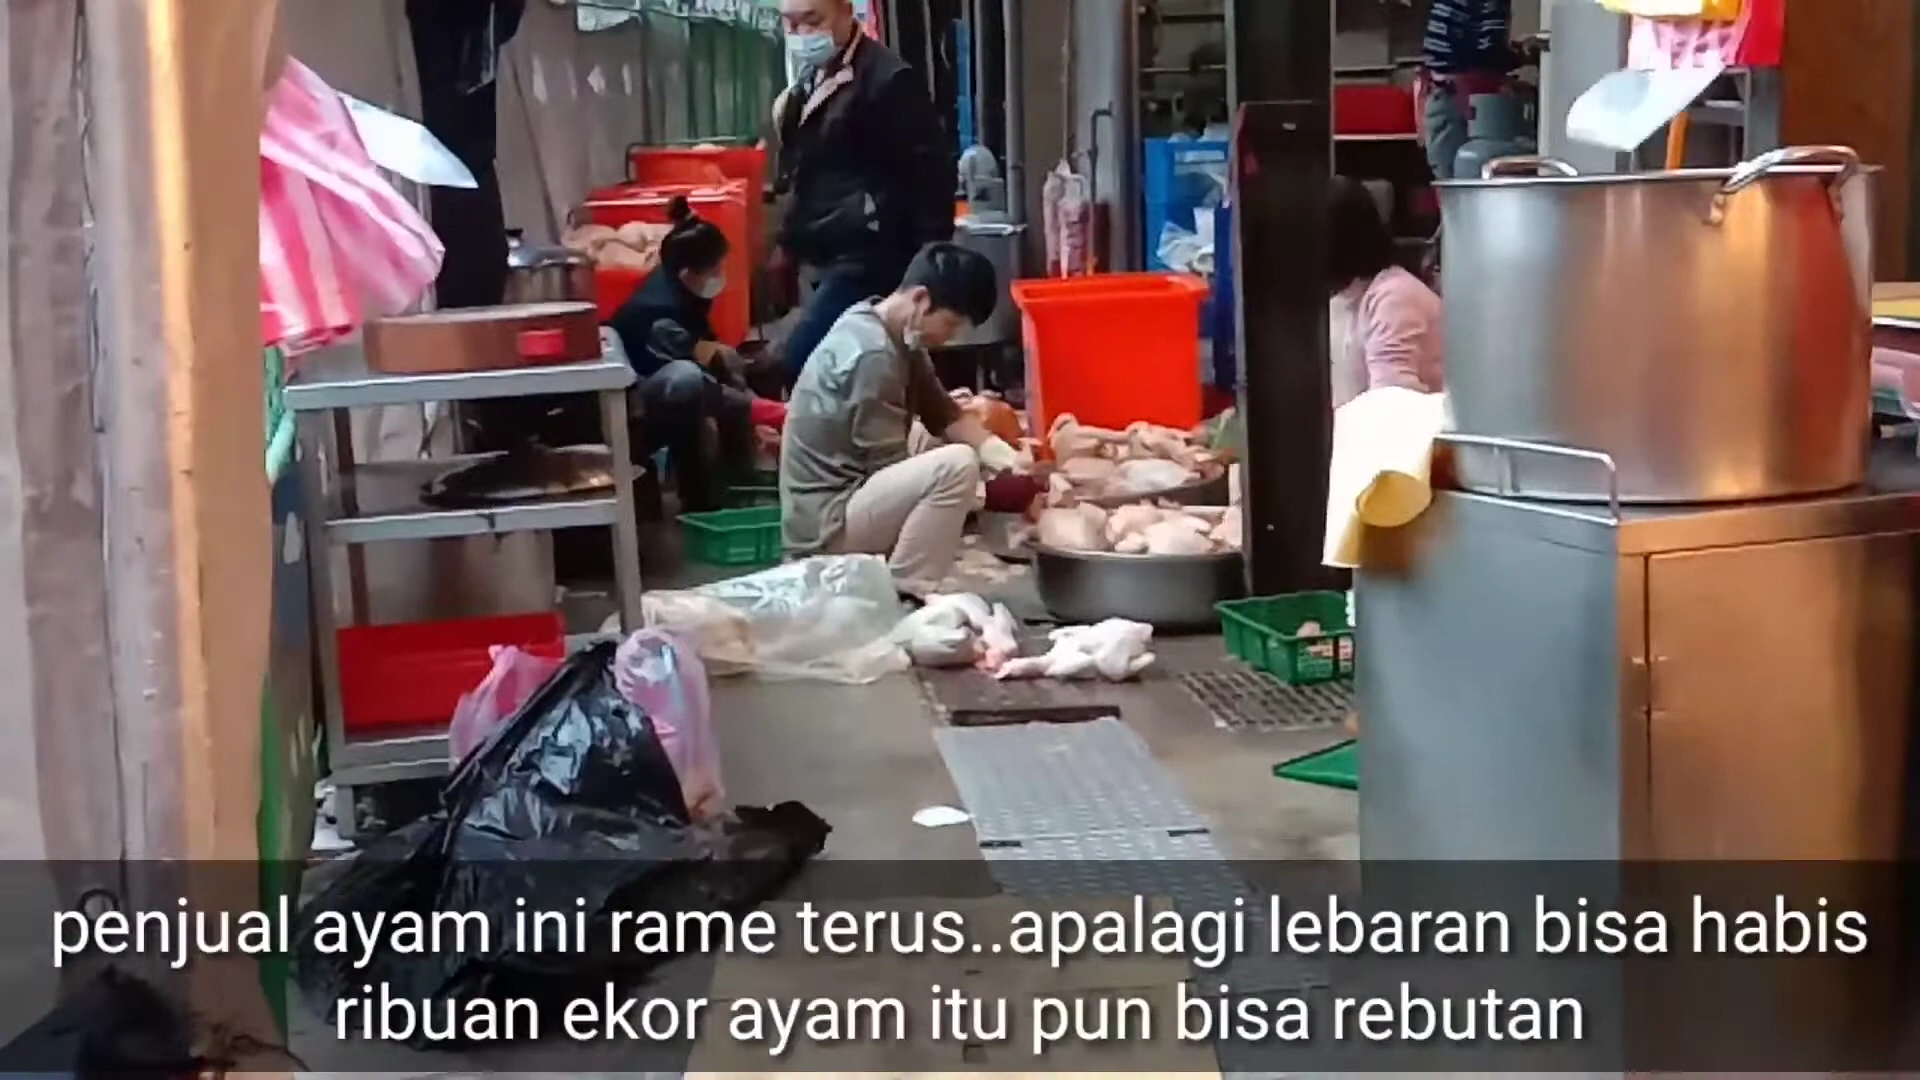 penjual ayam ini rame terus..apalagi lebaran bisa habis
ribuan ekor ayam itu pun bisa rebutan